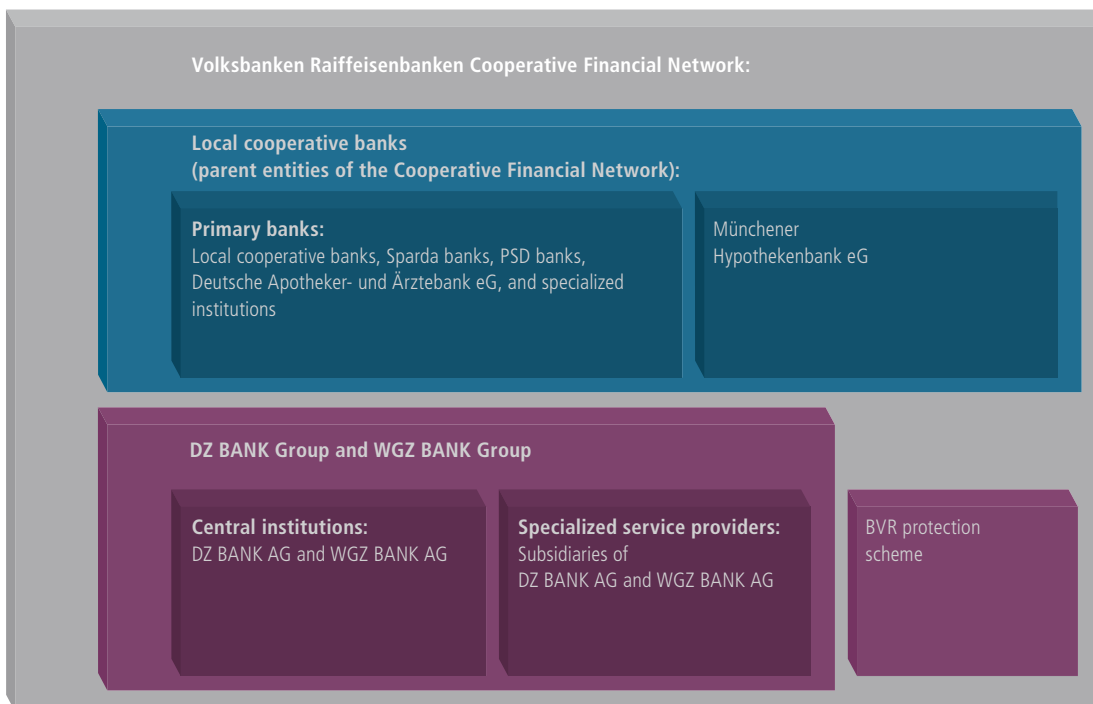 Volksbanken Raiffeisenbanken Cooperative Financial Network:
Local cooperative banks
(parent entities of the Cooperative Financial Network):
Primary banks:
Local cooperative banks, Sparda banks, PSD banks,
Deutsche Apotheker- und Ärztebank eG, and specialized
institutions
Münchener
Hypothekenbank eG
DZ BANK Group and WGZ BANK Group
Central institutions:
DZ BANK AG and WGZ BANK AG
Specialized service providers:
Subsidiaries of
DZ BANK AG and WGZ BANK AG
BVR protection
scheme